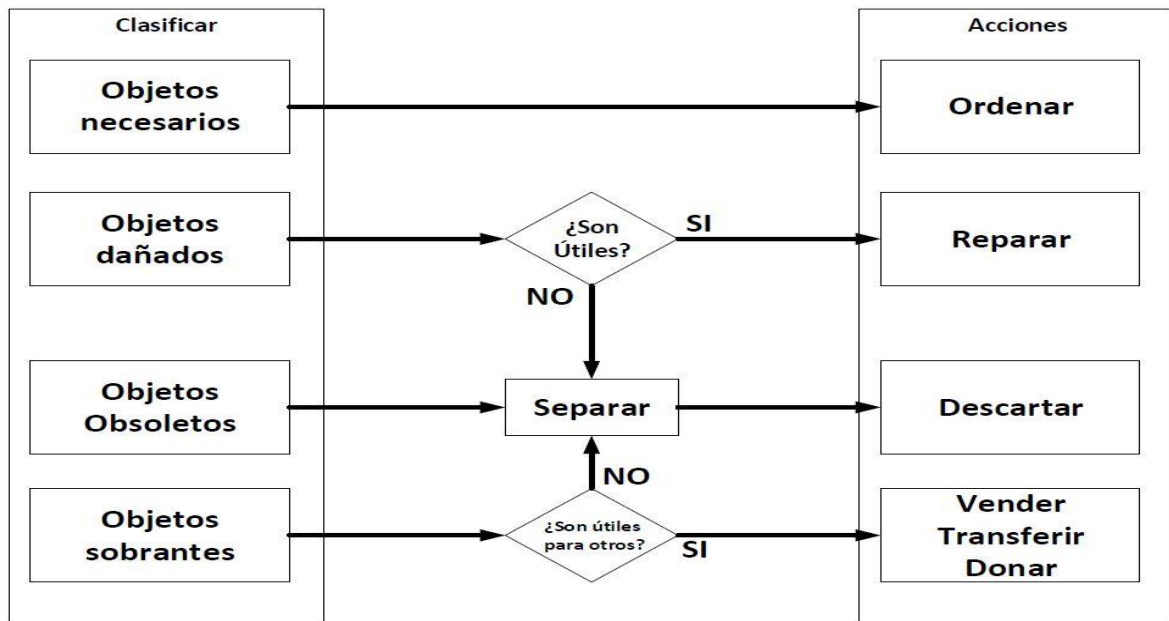 Clasificar
Acciones
Objetos
necesarios
Ordenar
Objetos
dañados
¿Son
Útiles?
SI
NO
Reparar
Objetos
Obsoletos
Separar
Descartar
Objetos
sobrantes
NO
¿Son útiles
para otros?
SI
Vender
Transferir
Donar